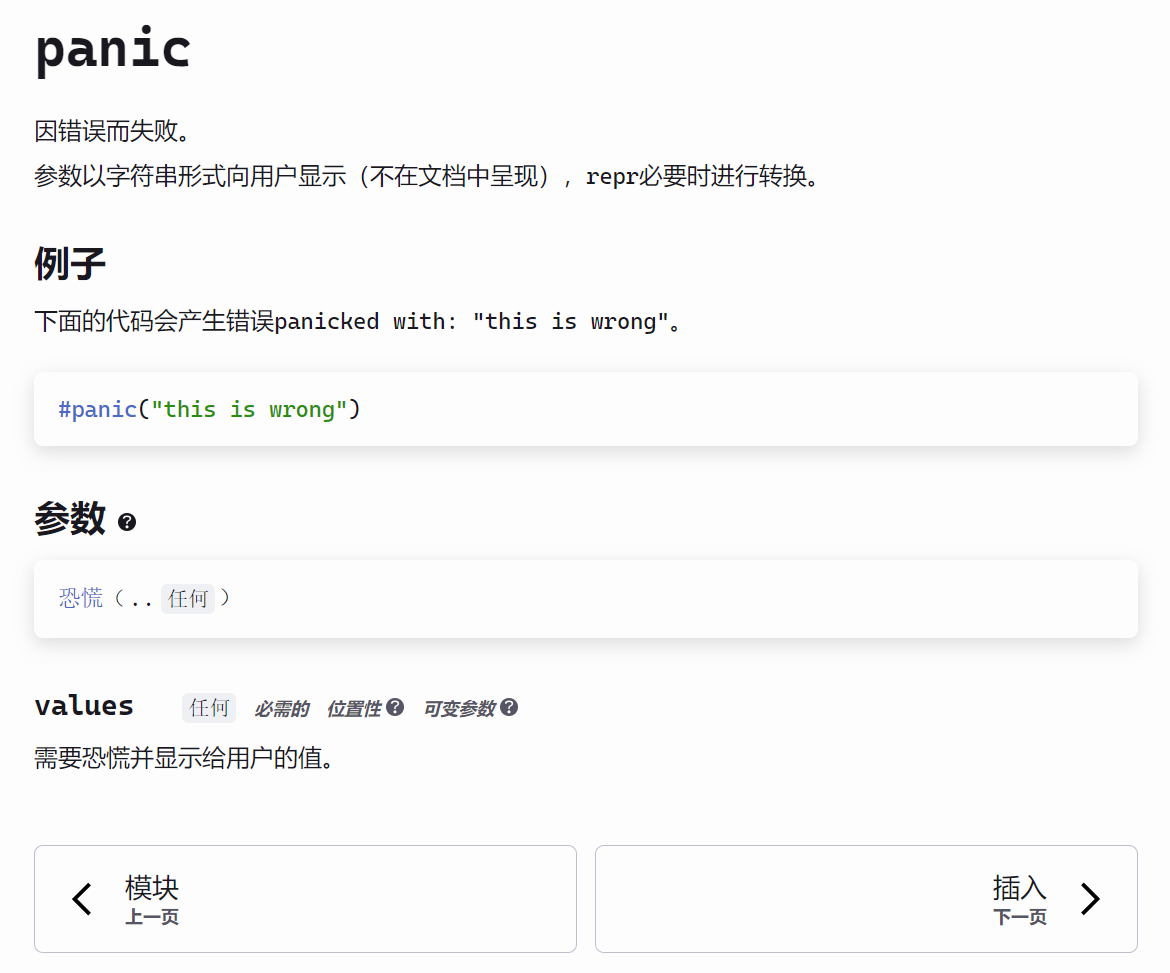 panic
因错误而失败。
参数以字符串形式向用户显示（不在文档中呈现），repr必要时进行转换。
例子
下面的代码会产生错误panicked with: "this is wrong"。
#panic("this is wrong")
参数 ?
恐慌（.. 任何 ）
values 任何 必需的 位置性? 可变参数?
需要恐慌并显示给用户的值。
模块
上一页
插入
下一页